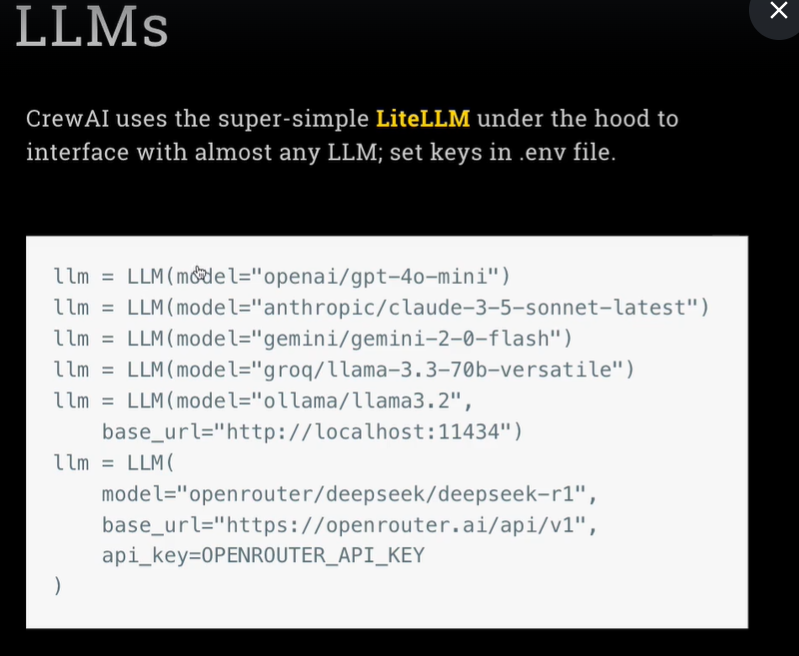 LLMs
CrewAI uses the super-simple LiteLLM under the hood to
interface with almost any LLM; set keys in .env file.
llm = LLM(model="openai/gpt-4o-mini")
llm = LLM(model="anthropic/claude-3-5-sonnet-latest")
llm = LLM(model="gemini/gemini-2-0-flash")
llm = LLM(model="groq/llama-3.3-70b-versatile")
llm = LLM(model="ollama/llama3.2",
    base_url="http://localhost:11434")
llm = LLM(
    model="openrouter/deepseek/deepseek-r1",
    base_url="https://openrouter.ai/api/v1",
    api_key=OPENROUTER_API_KEY
)